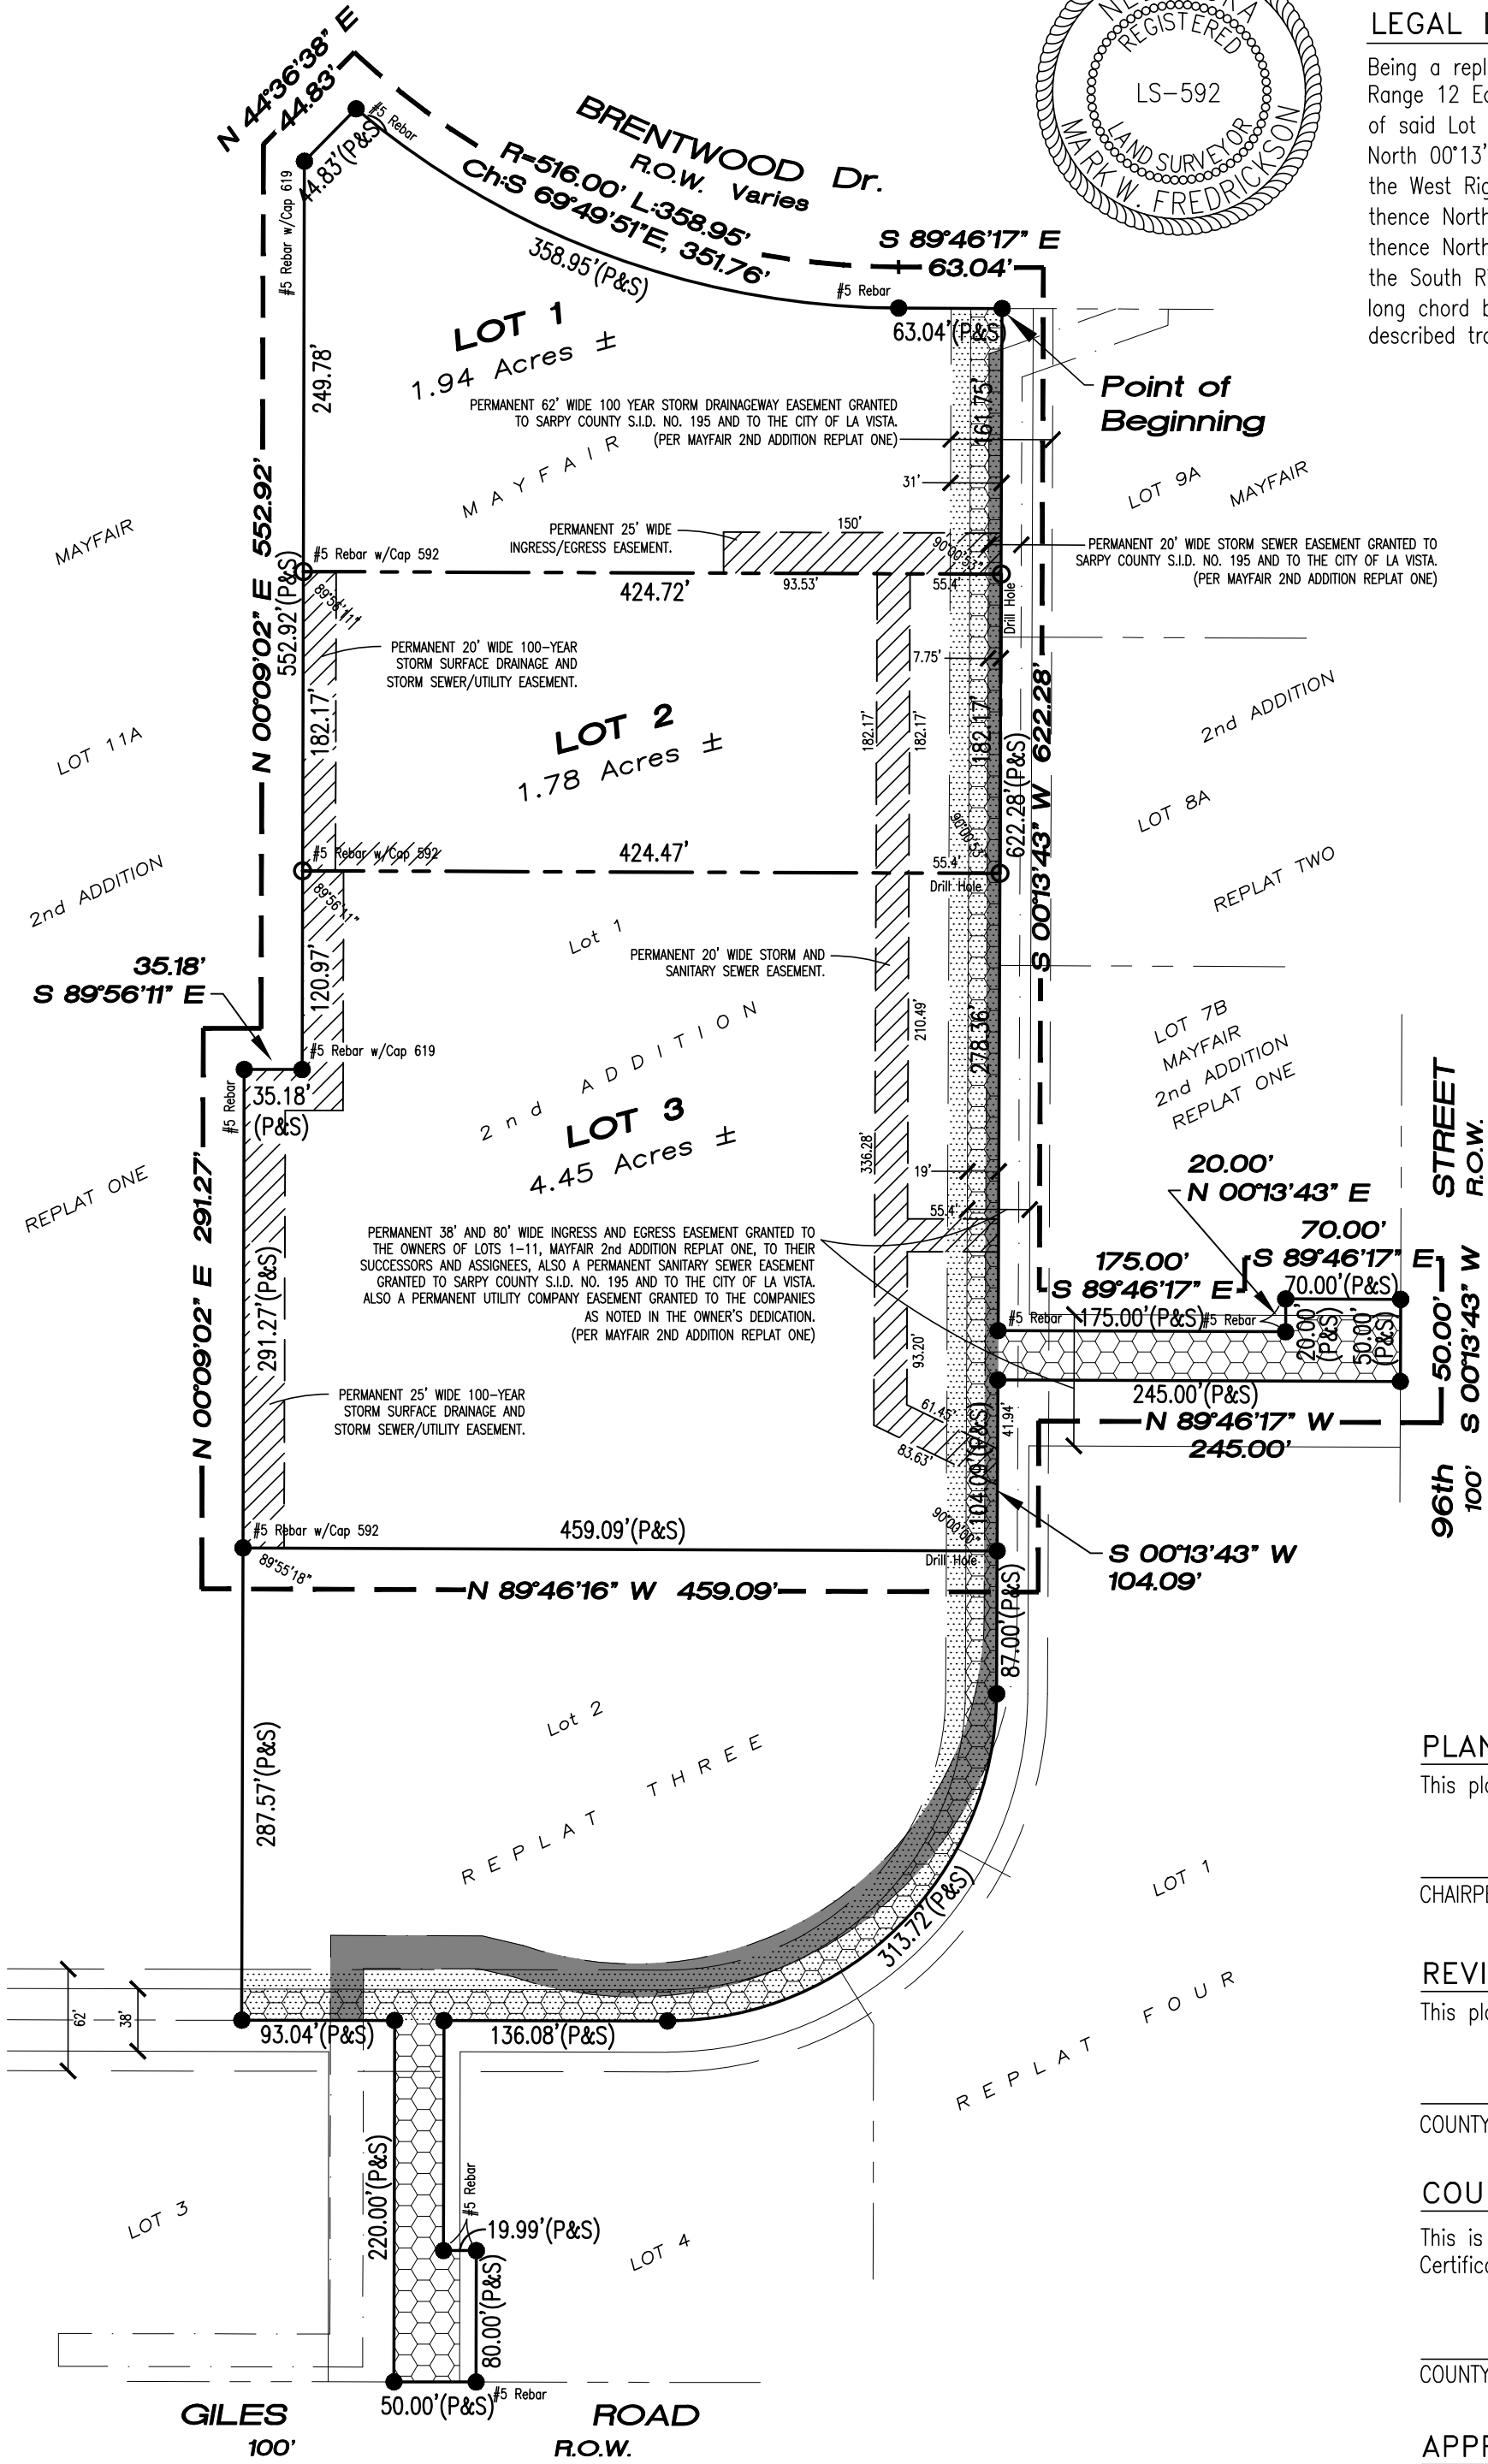 NE
KA
REGISTERED
LS-592
LAND SURVEYOR
MARK W. FREDRICKSON
LEGAL
Being a repl
Range 12 Ea
of said Lot
North 00°13'
the West Rig
thence North
thence North
the South Ri
long chord b
described tra
N 44°36'38" E
44.83'
44.83'(P&S)
#5 Rebar
BRENTWOOD Dr.
R.O.W. Varies
R=516.00' L:358.95'
Ch:S 69°49'51"E, 351.76'
358.95'(P&S)
S 89°46'17" E
63.04'
#5 Rebar
63.04'(P&S)
#5 Rebar w/Cap 619
249.78'
LOT 1
1.94 Acres ±
161.75'
Point of
Beginning
PERMANENT 62' WIDE 100 YEAR STORM DRAINAGEWAY EASEMENT GRANTED
TO SARPY COUNTY S.I.D. NO. 195 AND TO THE CITY OF LA VISTA.
(PER MAYFAIR 2ND ADDITION REPLAT ONE)
MAYFAIR
31'
LOT 9A MAYFAIR
MAYFAIR
N 00°09'02" E 552.92'
552.92'(P&S)
150'
PERMANENT 25' WIDE
INGRESS/EGRESS EASEMENT.
90°00'53"
PERMANENT 20' WIDE STORM SEWER EASEMENT GRANTED TO
SARPY COUNTY S.I.D. NO. 195 AND TO THE CITY OF LA VISTA.
(PER MAYFAIR 2ND ADDITION REPLAT ONE)
#5 Rebar w/Cap 592
424.72'
93.53'
55.4'
Drill Hole
89°56'11"
PERMANENT 20' WIDE 100-YEAR
STORM SURFACE DRAINAGE AND
STORM SEWER/UTILITY EASEMENT.
7.75'
182.17'
182.17'
182.17'
182.17'
LOT 2
1.78 Acres ±
622.28'(P&S)
S 00°13'43" W 622.28'
2nd ADDITION
LOT 11A
LOT 8A
#5 Rebar w/Cap 592
424.47'
90°00'53"
55.4'
Drill Hole
89°56'11"
2nd ADDITION
REPLAT TWO
Lot 1
PERMANENT 20' WIDE STORM AND
SANITARY SEWER EASEMENT.
35.18'
S 89°56'11" E
120.97'
#5 Rebar w/Cap 619
#5 Rebar
35.18'
(P&S)
210.49'
278.36'
2nd ADDITION
LOT 3
4.45 Acres ±
336.28'
19'
55.4'
LOT 7B
MAYFAIR
2nd ADDITION
REPLAT ONE
REPLAT ONE
N 00°09'02" E 291.27'
291.27'(P&S)
PERMANENT 38' AND 80' WIDE INGRESS AND EGRESS EASEMENT GRANTED TO
THE OWNERS OF LOTS 1-11, MAYFAIR 2nd ADDITION REPLAT ONE, TO THEIR
SUCCESSORS AND ASSIGNEES, ALSO A PERMANENT SANITARY SEWER EASEMENT
GRANTED TO SARPY COUNTY S.I.D. NO. 195 AND TO THE CITY OF LA VISTA.
ALSO A PERMANENT UTILITY COMPANY EASEMENT GRANTED TO THE COMPANIES
AS NOTED IN THE OWNER'S DEDICATION.
(PER MAYFAIR 2ND ADDITION REPLAT ONE)
20.00'
N 00°13'43" E
70.00'
S 89°46'17" E
175.00'
S 89°46'17" E
70.00'(P&S)
#5 Rebar
175.00'(P&S)
#5 Rebar
20.00'
(P&S)
50.00'
(P&S)
50.00'
S 00°13'43" W
96th STREET
100' R.O.W.
245.00'(P&S)
N 89°46'17" W
245.00'
93.20'
61.45'
83.63'
41.94'
104.09'(P&S)
PERMANENT 25' WIDE 100-YEAR
STORM SURFACE DRAINAGE AND
STORM SEWER/UTILITY EASEMENT.
#5 Rebar w/Cap 592
459.09'(P&S)
90°00'00"
Drill Hole
89°55'18"
N 89°46'16" W 459.09'
S 00°13'43" W
104.09'
87.00'(P&S)
287.57'(P&S)
Lot 2
REPLAT THREE
313.72'(P&S)
LOT 1
REPLAT FOUR
62'
38'
93.04'(P&S)
136.08'(P&S)
220.00'(P&S)
#5 Rebar
19.99'(P&S)
80.00'(P&S)
LOT 3
LOT 4
50.00'(P&S)
#5 Rebar
GILES ROAD
100' R.O.W.
PLAN
This pla
CHAIRPE
REVI
This pla
COUNTY
COU
This is
Certifica
COUNTY
APPR